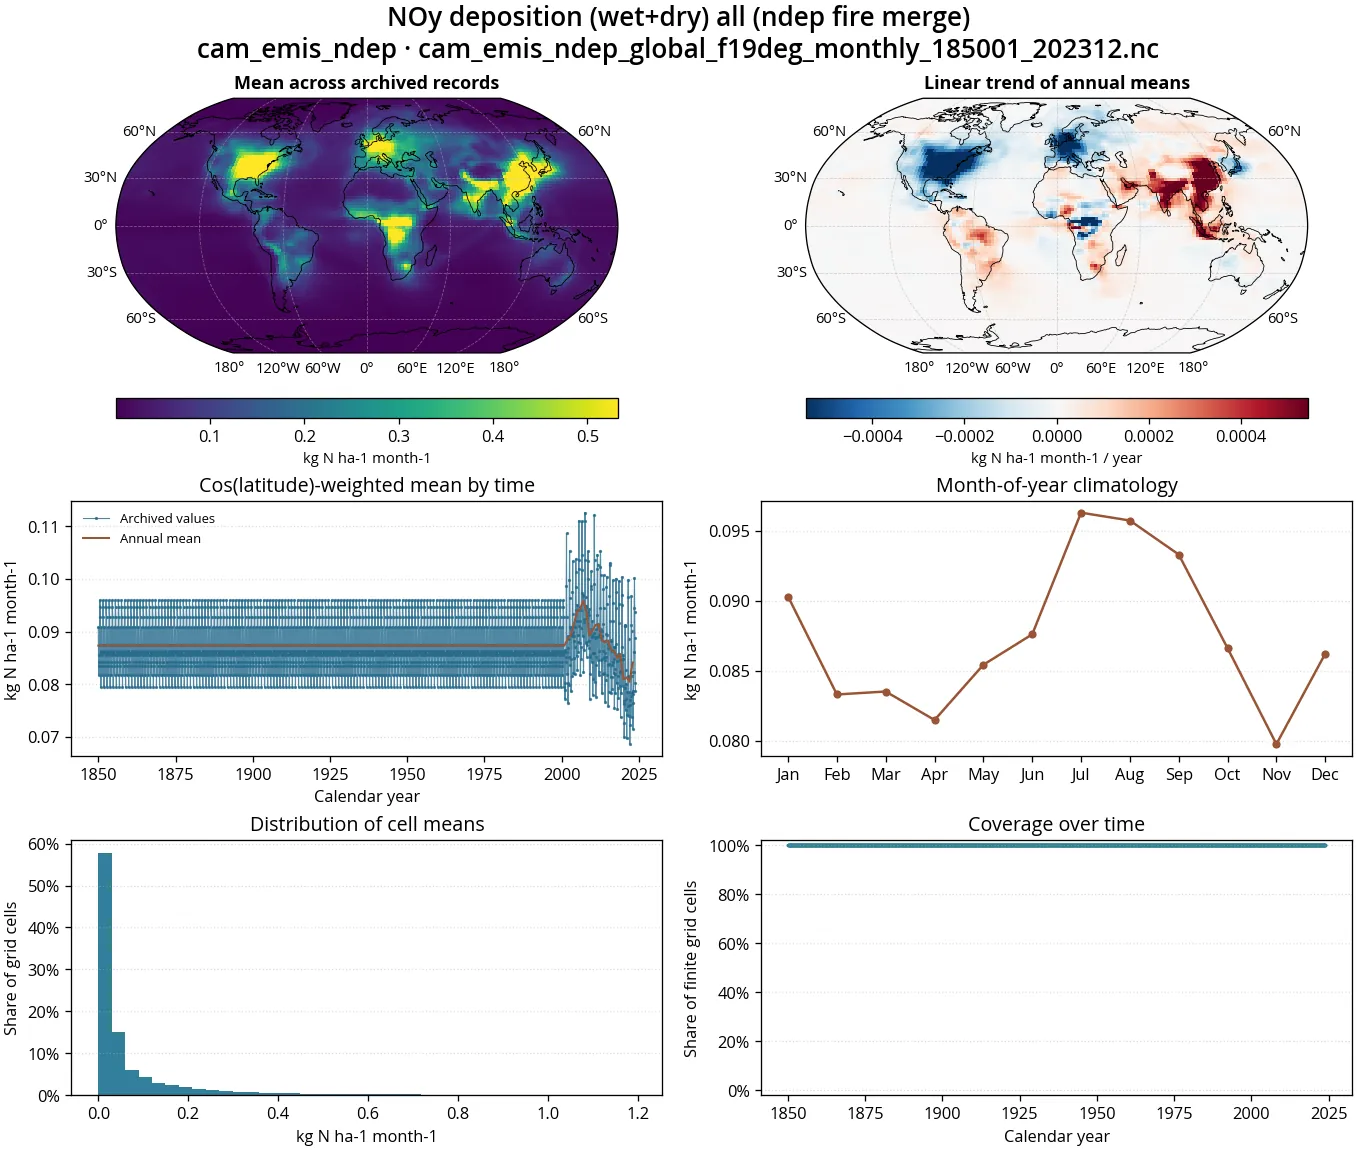 NOy deposition (wet+dry) all (ndep fire merge)
cam_emis_ndep · cam_emis_ndep_global_f19deg_monthly_185001_202312.nc
Mean across archived records
60°N
60°N
30°N
0°
30°S
60°S
60°S
180° 120°W 60°W 0° 60°E 120°E 180°
0.1 0.2 0.3 0.4 0.5
kg N ha-1 month-1
Linear trend of annual means
60°N
60°N
30°N
0°
30°S
60°S
60°S
180° 120°W 60°W 0° 60°E 120°E 180°
−0.0004 −0.0002 0.0000 0.0002 0.0004
kg N ha-1 month-1 / year
Cos(latitude)-weighted mean by time
Archived values
Annual mean
kg N ha-1 month-1
0.11
0.10
0.09
0.08
0.07
1850 1875 1900 1925 1950 1975 2000 2025
Calendar year
Month-of-year climatology
kg N ha-1 month-1
0.095
0.090
0.085
0.080
Jan Feb Mar Apr May Jun Jul Aug Sep Oct Nov Dec
Distribution of cell means
Share of grid cells
60%
50%
40%
30%
20%
10%
0%
0.0 0.2 0.4 0.6 0.8 1.0 1.2
kg N ha-1 month-1
Coverage over time
Share of finite grid cells
100%
80%
60%
40%
20%
0%
1850 1875 1900 1925 1950 1975 2000 2025
Calendar year